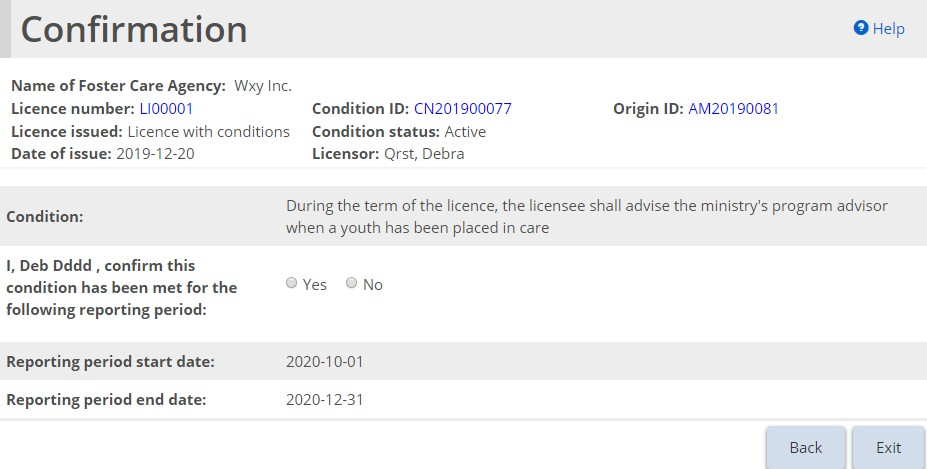 Confirmation
Help
Name of Foster Care Agency: Wxy Inc.
Licence number: LI00001 Condition ID: CN201900077 Origin ID: AM20190081
Licence issued: Licence with conditions Condition status: Active
Date of issue: 2019-12-20 Licensor: Qrst, Debra
Condition: During the term of the licence, the licensee shall advise the ministry's program advisor
when a youth has been placed in care
I, Deb Dddd , confirm this
condition has been met for the
following reporting period:
Yes No
Reporting period start date: 2020-10-01
Reporting period end date: 2020-12-31
Back Exit